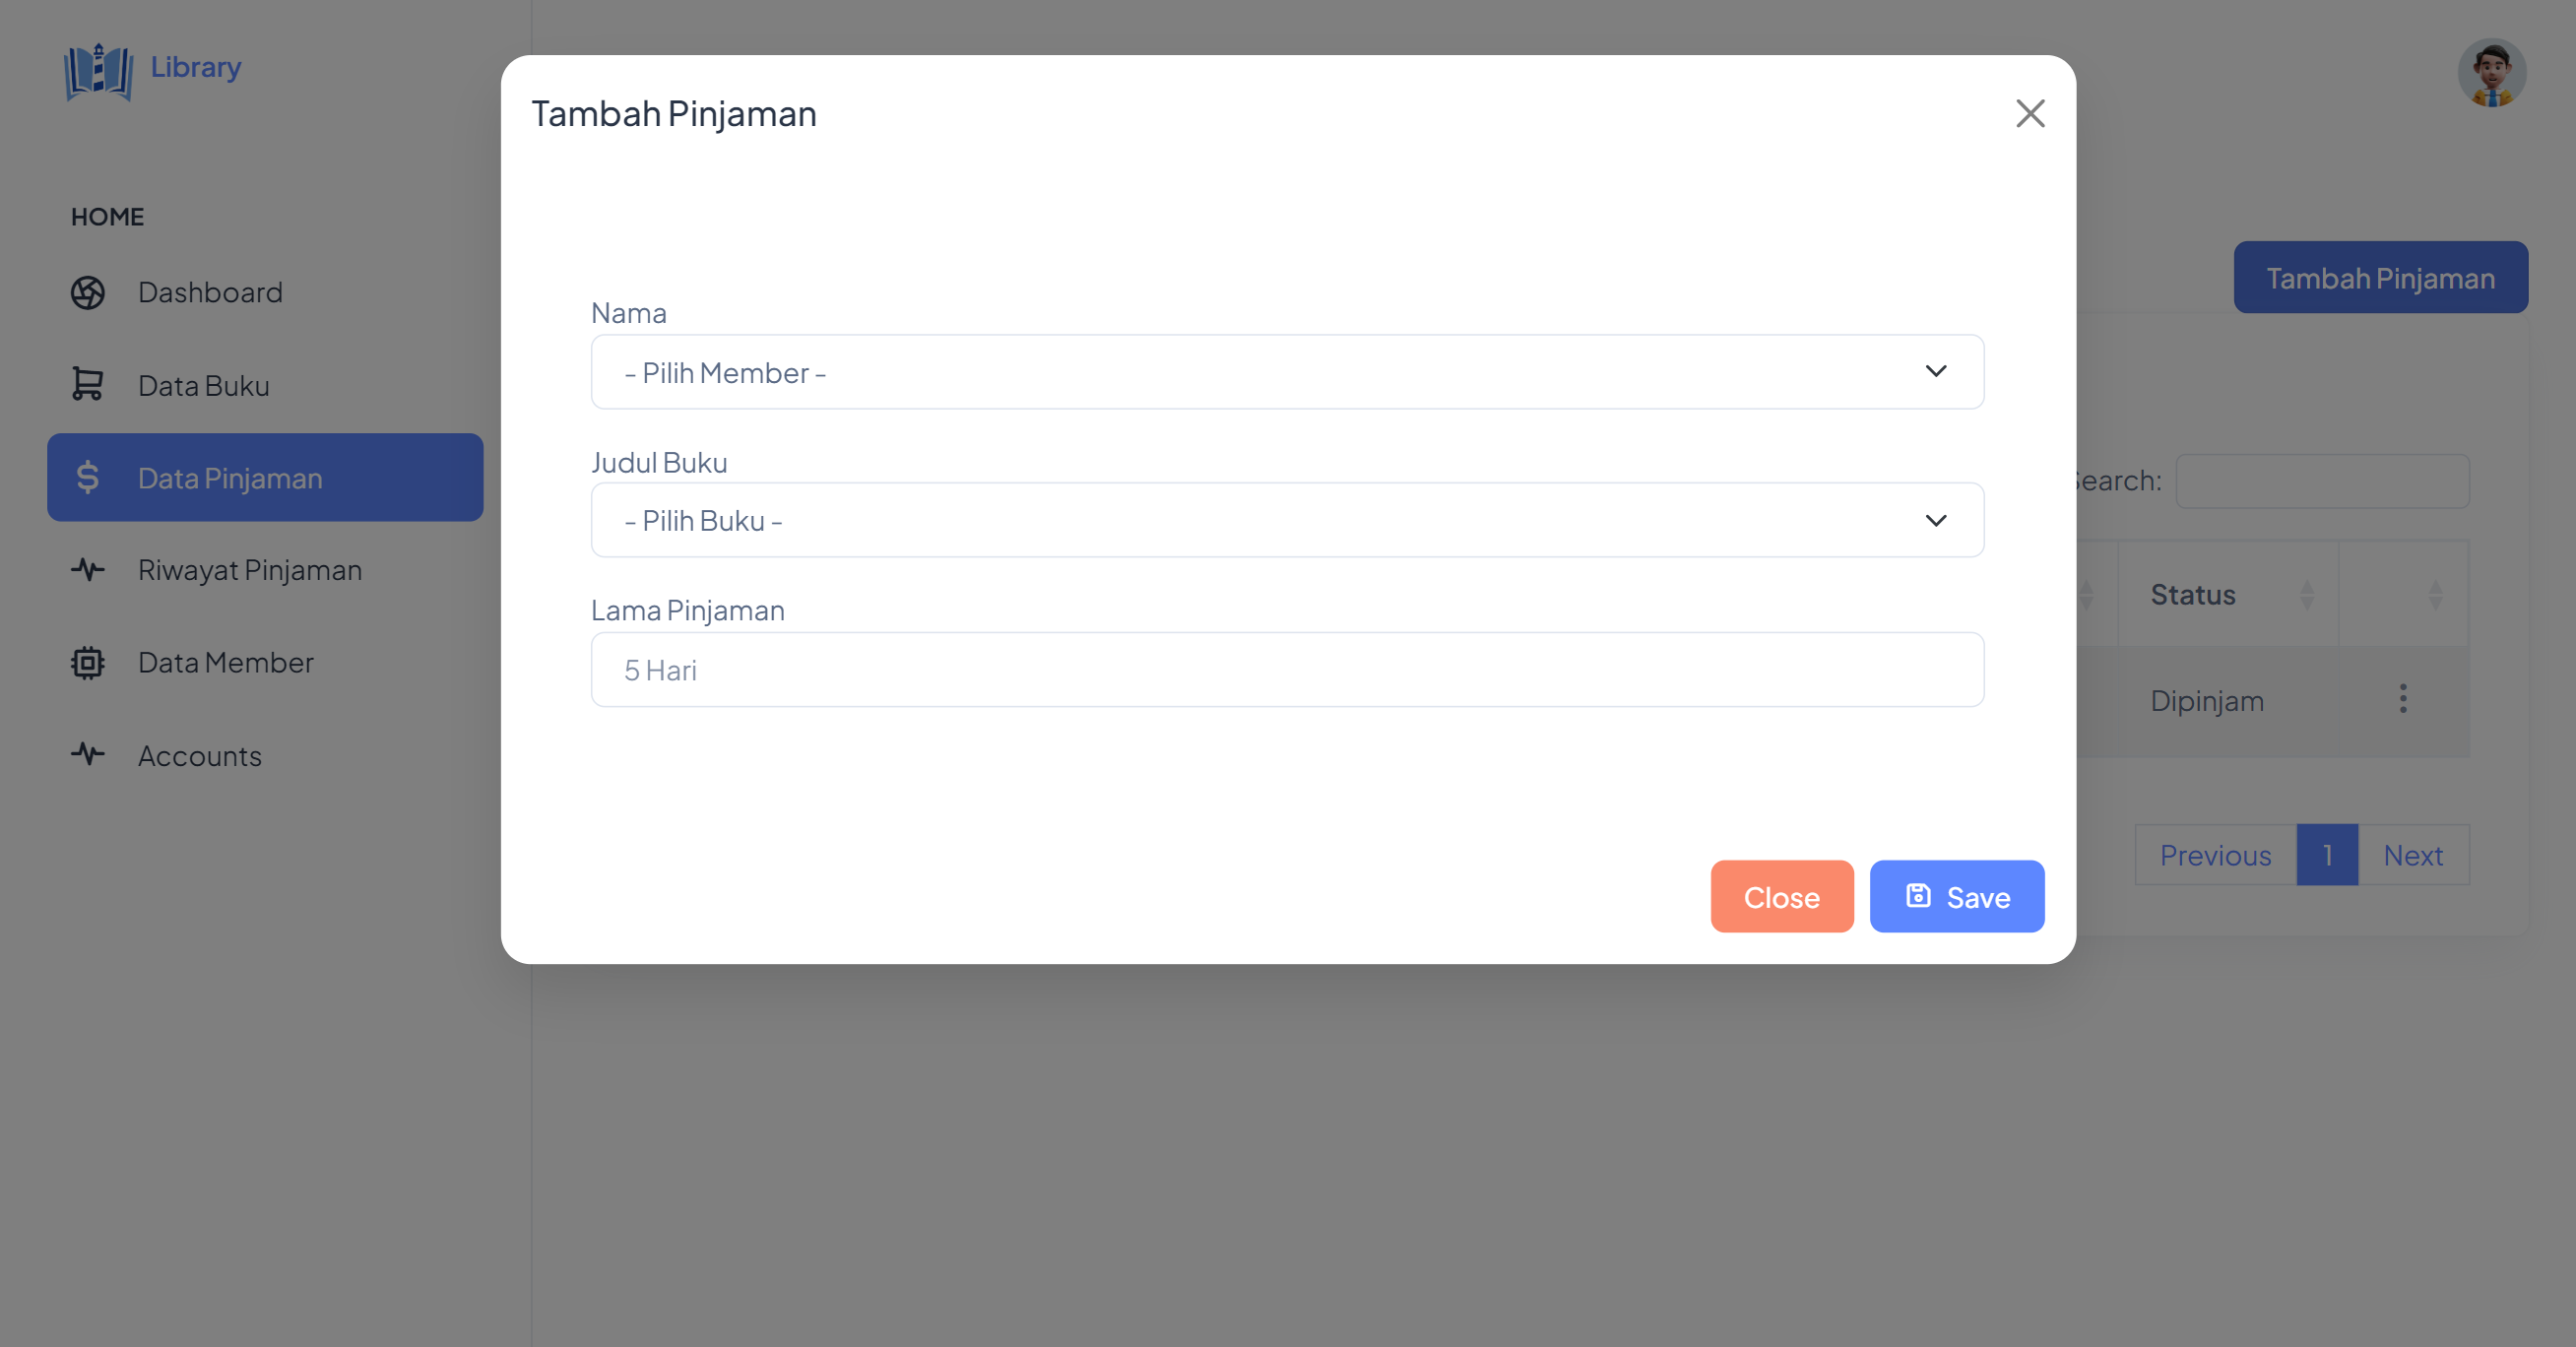 Library
HOME
Dashboard
Data Buku
Data Pinjaman
Riwayat Pinjaman
Data Member
Accounts
Tambah Pinjaman
Nama
- Pilih Member -
Judul Buku
- Pilih Buku -
Lama Pinjaman
5 Hari
Close
Save
Tambah Pinjaman
Search:
Status
Dipinjam
Previous 1 Next